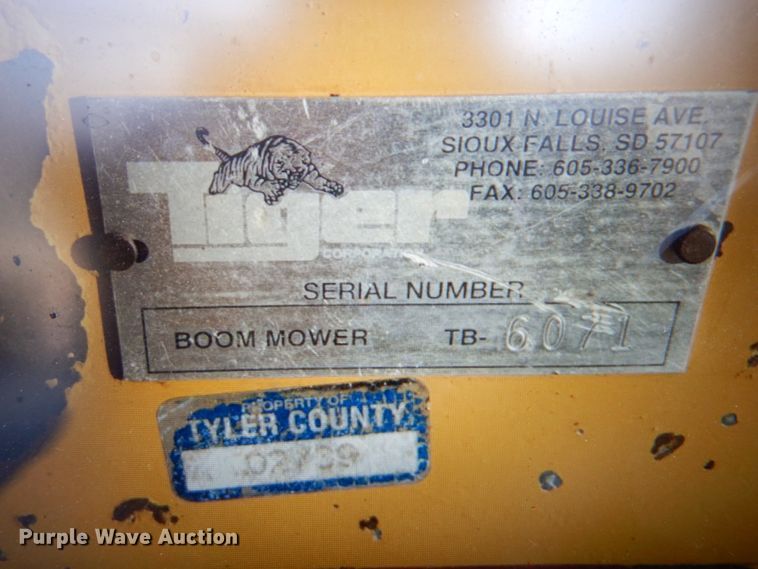 3301 N. LOUISE AVE.
SIOUX FALLS, SD 57107
PHONE: 605-336-7900
FAX: 605-338-9702
Tiger
CORPORATION
SERIAL NUMBER
BOOM MOWER TB- 6071
PROPERTY OF
TYLER COUNTY
Purple Wave Auction